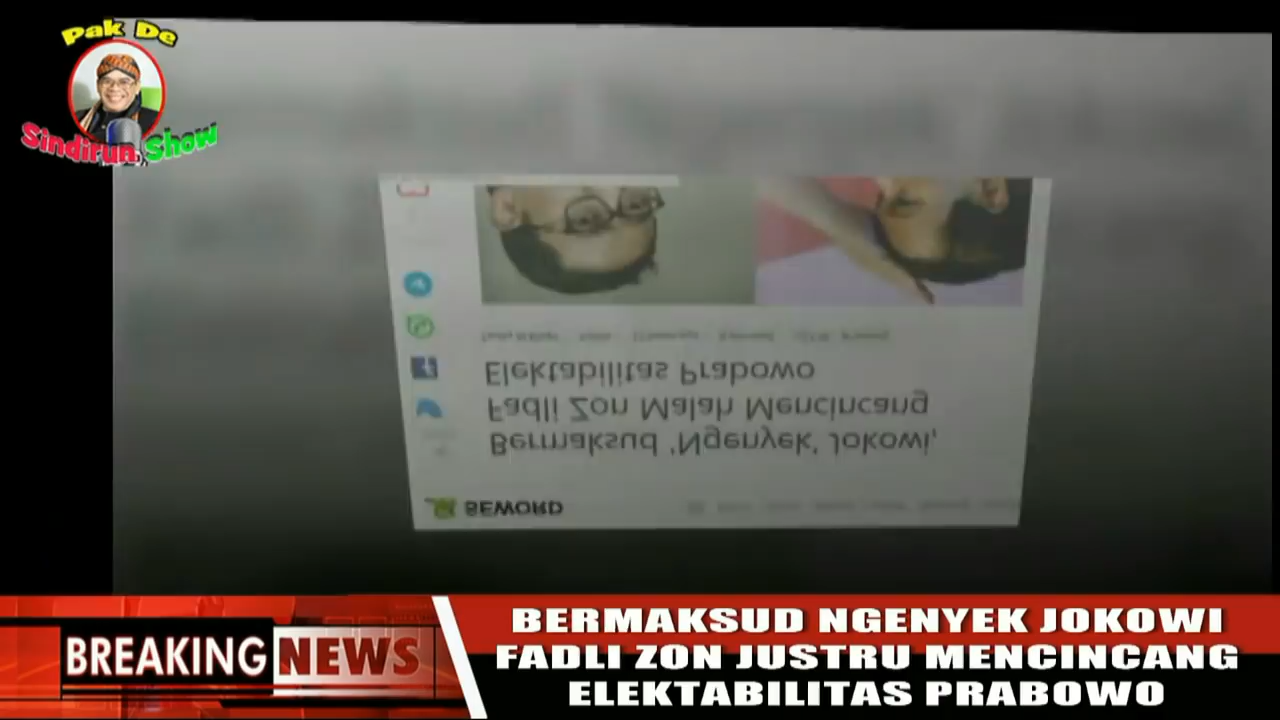 Pak De
Sindirun Show
Elektabilitas Prabowo
Fadli Zon Malah Mencincang
Bermaksud 'Ngenyek' Jokowi,
SEWORD
BREAKING NEWS
BERMAKSUD NGENYEK JOKOWI
FADLI ZON JUSTRU MENCINCANG
ELEKTABILITAS PRABOWO